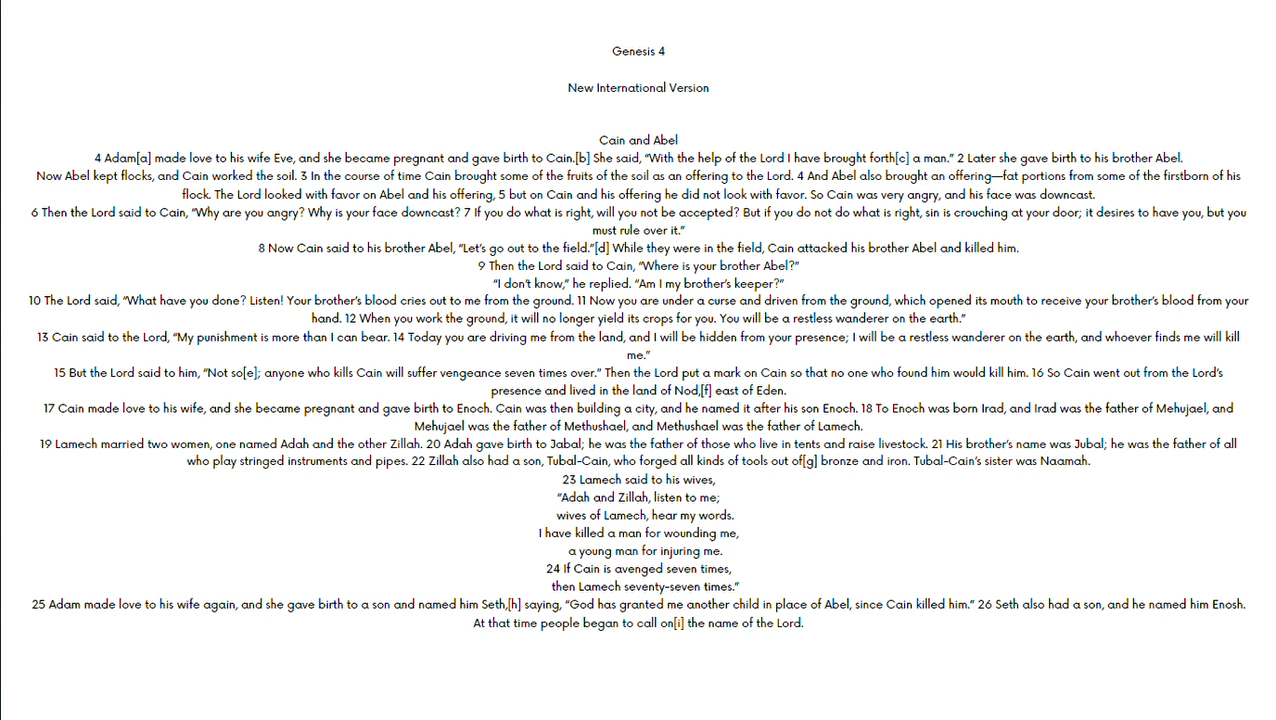 Genesis 4
New International Version
Cain and Abel
4 Adam[a] made love to his wife Eve, and she became pregnant and gave birth to Cain.[b] She said, “With the help of the Lord I have brought forth[c] a man.” 2 Later she gave birth to his brother Abel.
Now Abel kept flocks, and Cain worked the soil. 3 In the course of time Cain brought some of the fruits of the soil as an offering to the Lord. 4 And Abel also brought an offering—fat portions from some of the firstborn of his
flock. The Lord looked with favor on Abel and his offering, 5 but on Cain and his offering he did not look with favor. So Cain was very angry, and his face was downcast.
6 Then the Lord said to Cain, “Why are you angry? Why is your face downcast? 7 If you do what is right, will you not be accepted? But if you do not do what is right, sin is crouching at your door; it desires to have you, but you
must rule over it.”
8 Now Cain said to his brother Abel, “Let’s go out to the field.”[d] While they were in the field, Cain attacked his brother Abel and killed him.
9 Then the Lord said to Cain, “Where is your brother Abel?”
“I don’t know,” he replied. “Am I my brother’s keeper?”
10 The Lord said, “What have you done? Listen! Your brother’s blood cries out to me from the ground. 11 Now you are under a curse and driven from the ground, which opened its mouth to receive your brother’s blood from your
hand. 12 When you work the ground, it will no longer yield its crops for you. You will be a restless wanderer on the earth.”
13 Cain said to the Lord, “My punishment is more than I can bear. 14 Today you are driving me from the land, and I will be hidden from your presence; I will be a restless wanderer on the earth, and whoever finds me will kill
me.”
15 But the Lord said to him, “Not so[e]; anyone who kills Cain will suffer vengeance seven times over.” Then the Lord put a mark on Cain so that no one who found him would kill him. 16 So Cain went out from the Lord’s
presence and lived in the land of Nod,[f] east of Eden.
17 Cain made love to his wife, and she became pregnant and gave birth to Enoch. Cain was then building a city, and he named it after his son Enoch. 18 To Enoch was born Irad, and Irad was the father of Mehujael, and
Mehujael was the father of Methushael, and Methushael was the father of Lamech.
19 Lamech married two women, one named Adah and the other Zillah. 20 Adah gave birth to Jabal; he was the father of those who live in tents and raise livestock. 21 His brother’s name was Jubal; he was the father of all
who play stringed instruments and pipes. 22 Zillah also had a son, Tubal-Cain, who forged all kinds of tools out of[g] bronze and iron. Tubal-Cain’s sister was Naamah.
23 Lamech said to his wives,
“Adah and Zillah, listen to me;
wives of Lamech, hear my words.
I have killed a man for wounding me,
a young man for injuring me.
24 If Cain is avenged seven times,
then Lamech seventy-seven times.”
25 Adam made love to his wife again, and she gave birth to a son and named him Seth,[h] saying, “God has granted me another child in place of Abel, since Cain killed him.” 26 Seth also had a son, and he named him Enosh.
At that time people began to call on[i] the name of the Lord.